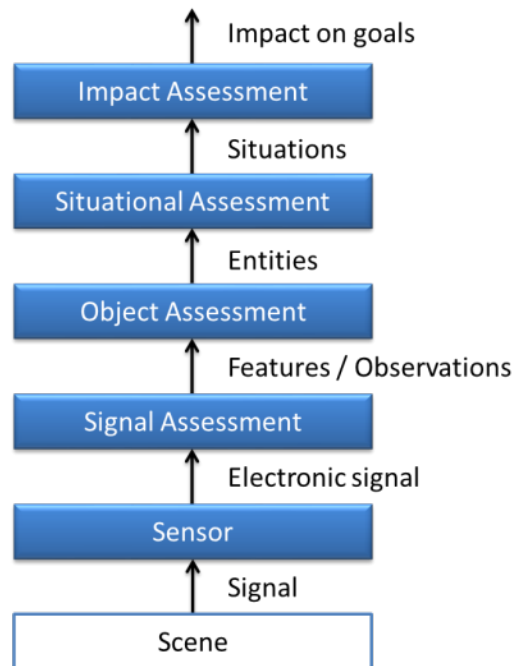 Impact on goals
Impact Assessment
Situations
Situational Assessment
Entities
Object Assessment
Features / Observations
Signal Assessment
Electronic signal
Sensor
Signal
Scene